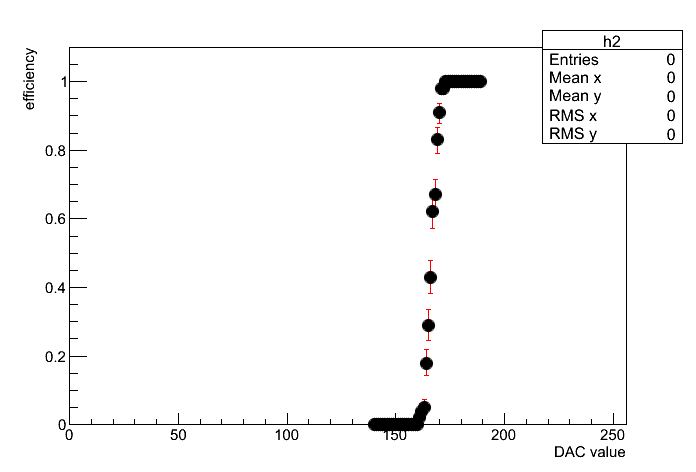 h2
Entries 0
Mean x 0
Mean y 0
RMS x 0
RMS y 0
efficiency
1
0.8
0.6
0.4
0.2
0
0 50 100 150 200 250
DAC value